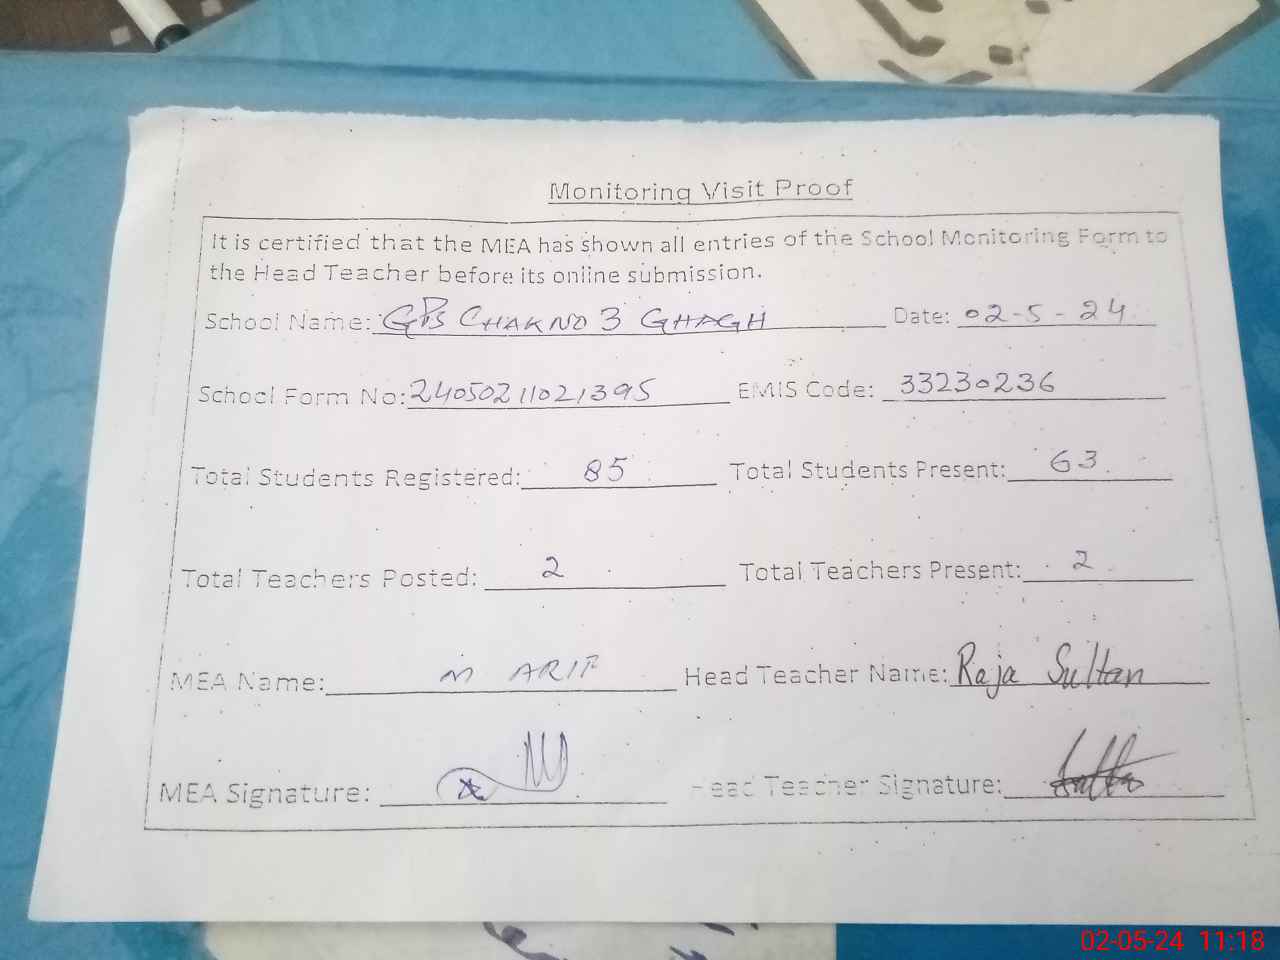 Monitoring Visit Proof
It is certified that the MEA has shown all entries of the School Monitoring Form to
the Head Teacher before its online submission.
School Name: GPS CHAK NO 3 GHAGH Date: 02-5-24
School Form No: 24050211021395 EMIS Code: 33230236
Total Students Registered: 85 Total Students Present: 63
Total Teachers Posted: 2 Total Teachers Present: 2
MEA Name: M ARIF Head Teacher Name: Raja Sultan
MEA Signature: Head Teacher Signature:
02-05-24 11:18